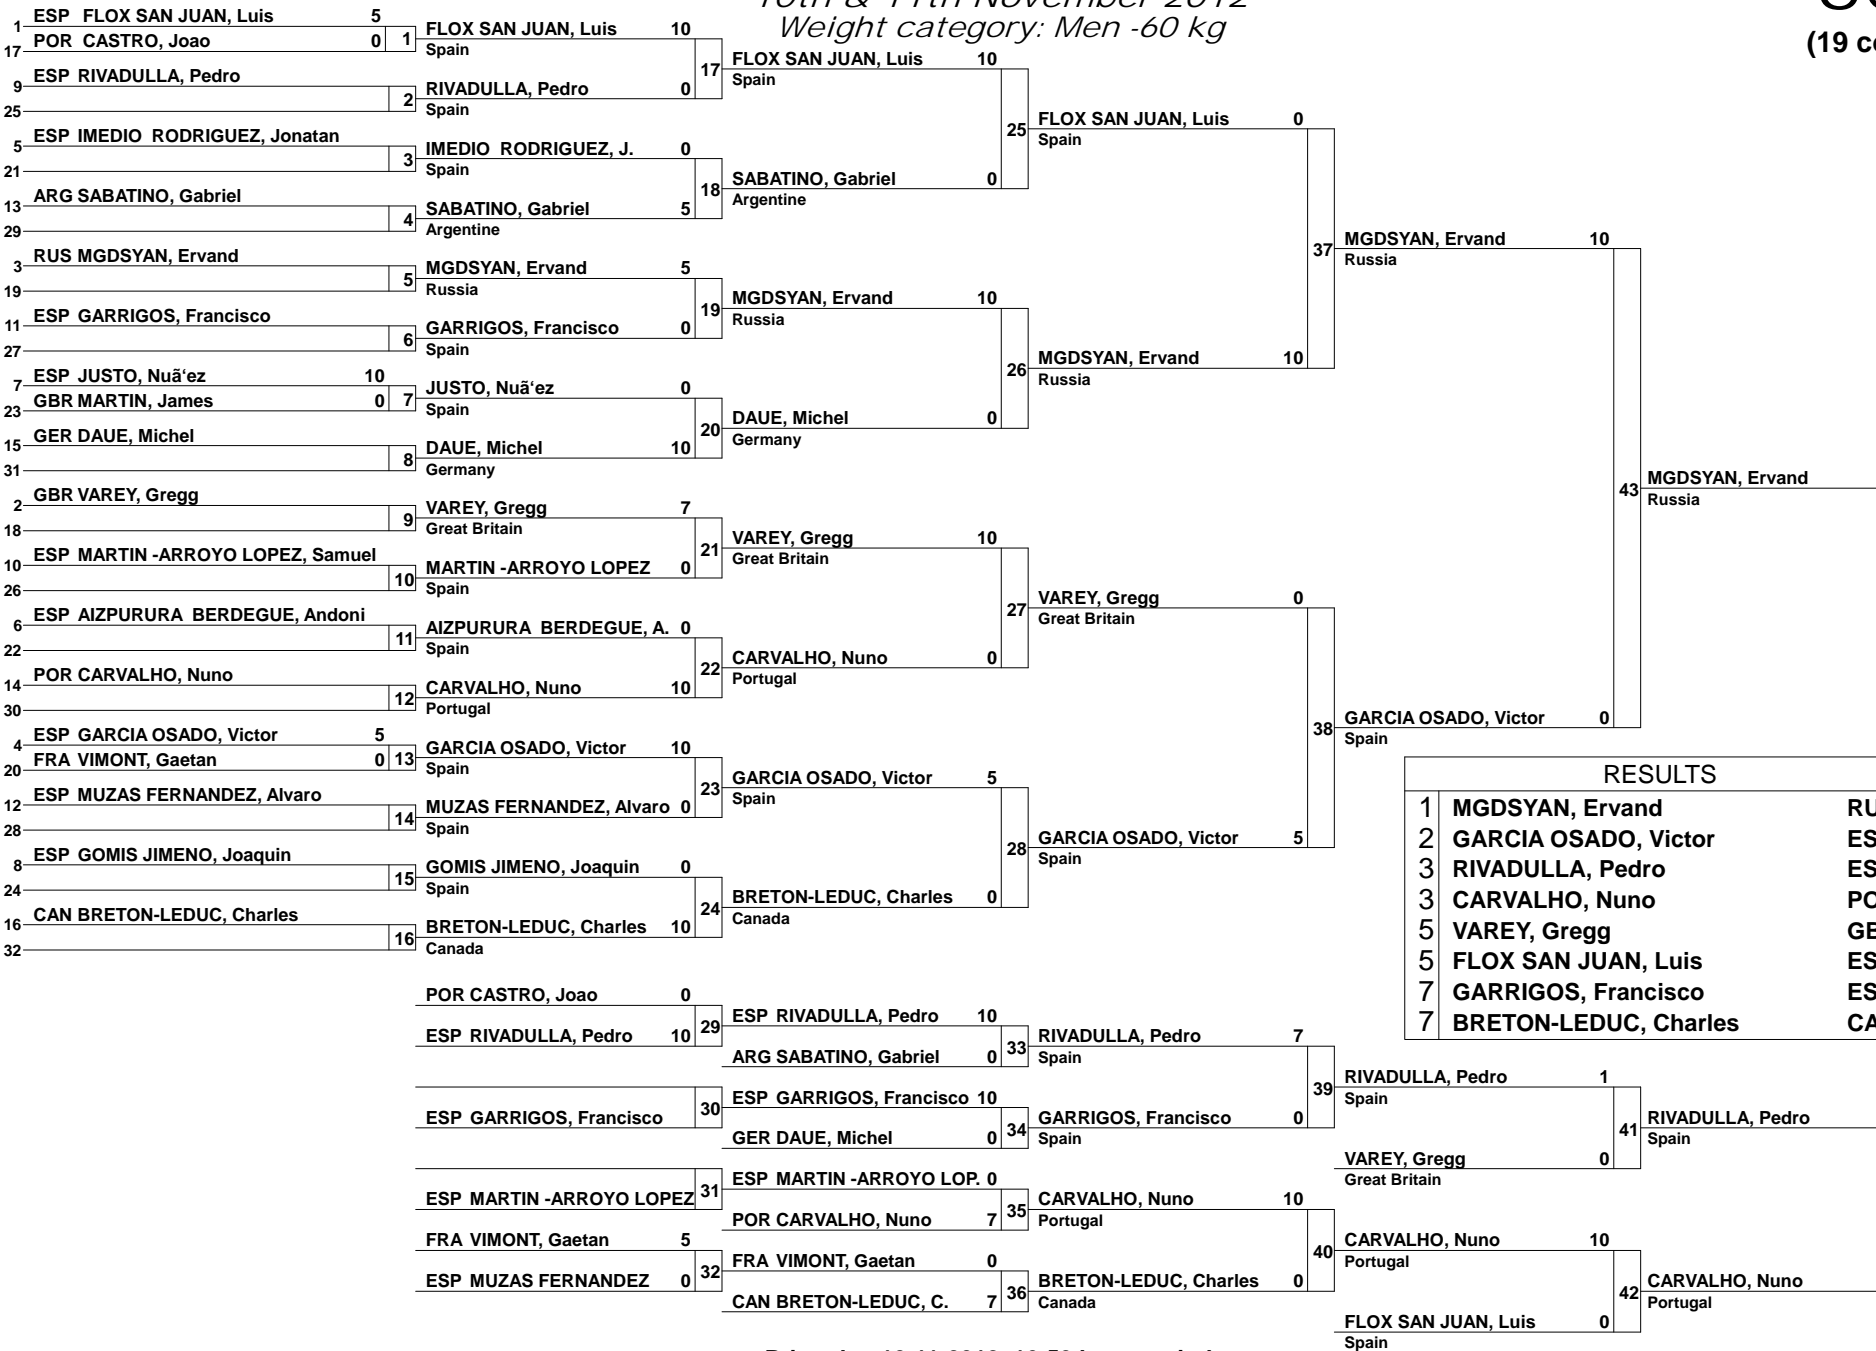 Weight category: Men -60 kg
(19
1 ESP FLOX SAN JUAN, Luis 5
17 POR CASTRO, Joao 0 1
9 ESP RIVADULLA, Pedro
25 2
5 ESP IMEDIO RODRIGUEZ, Jonatan
21 3
13 ARG SABATINO, Gabriel
29 4
3 RUS MGDSYAN, Ervand
19 5
11 ESP GARRIGOS, Francisco
27 6
7 ESP JUSTO, Nuã‘ez 10
23 GBR MARTIN, James 0 7
15 GER DAUE, Michel
31 8
2 GBR VAREY, Gregg
18 9
10 ESP MARTIN -ARROYO LOPEZ, Samuel
26 10
6 ESP AIZPURURA BERDEGUE, Andoni
22 11
14 POR CARVALHO, Nuno
30 12
4 ESP GARCIA OSADO, Victor 5
20 FRA VIMONT, Gaetan 0 13
12 ESP MUZAS FERNANDEZ, Alvaro
28 14
8 ESP GOMIS JIMENO, Joaquin
24 15
16 CAN BRETON-LEDUC, Charles
32 16
FLOX SAN JUAN, Luis 10
Spain
17
RIVADULLA, Pedro 0
Spain
IMEDIO RODRIGUEZ, J. 0
Spain
18
SABATINO, Gabriel 5
Argentine
MGDSYAN, Ervand 5
Russia
19
GARRIGOS, Francisco 0
Spain
JUSTO, Nuã‘ez 0
Spain
20
DAUE, Michel 10
Germany
VAREY, Gregg 7
Great Britain
21
MARTIN -ARROYO LOPEZ 0
Spain
AIZPURURA BERDEGUE, A. 0
Spain
22
CARVALHO, Nuno 10
Portugal
GARCIA OSADO, Victor 10
Spain
23
MUZAS FERNANDEZ, Alvaro 0
Spain
GOMIS JIMENO, Joaquin 0
Spain
24
BRETON-LEDUC, Charles 10
Canada
FLOX SAN JUAN, Luis 10
Spain
25
SABATINO, Gabriel 0
Argentine
MGDSYAN, Ervand 10
Russia
26
DAUE, Michel 0
Germany
VAREY, Gregg 10
Great Britain
27
CARVALHO, Nuno 0
Portugal
GARCIA OSADO, Victor 5
Spain
28
BRETON-LEDUC, Charles 0
Canada
FLOX SAN JUAN, Luis 0
Spain
37
MGDSYAN, Ervand 10
Russia
VAREY, Gregg 0
Great Britain
38
GARCIA OSADO, Victor 5
Spain
MGDSYAN, Ervand 10
Russia
43
GARCIA OSADO, Victor 0
Spain
MGDSYAN, Ervand
Russia
RESULTS
1 MGDSYAN, Ervand RU
2 GARCIA OSADO, Victor ES
3 RIVADULLA, Pedro ES
3 CARVALHO, Nuno PO
5 VAREY, Gregg
5 FLOX SAN JUAN, Luis ES
7 GARRIGOS, Francisco ES
7 BRETON-LEDUC, Charles CA
POR CASTRO, Joao 0
29
ESP RIVADULLA, Pedro 10
30
ESP GARRIGOS, Francisco
31
ESP MARTIN -ARROYO LOPEZ
FRA VIMONT, Gaetan 5
32
ESP MUZAS FERNANDEZ 0
ESP RIVADULLA, Pedro 10
33
ARG SABATINO, Gabriel 0
ESP GARRIGOS, Francisco 10
34
GER DAUE, Michel 0
ESP MARTIN -ARROYO LOP. 0
35
POR CARVALHO, Nuno 7
FRA VIMONT, Gaetan 0
36
CAN BRETON-LEDUC, C. 7
RIVADULLA, Pedro 7
Spain
39
GARRIGOS, Francisco 0
Spain
CARVALHO, Nuno 10
Portugal
40
BRETON-LEDUC, Charles 0
Canada
RIVADULLA, Pedro 1
Spain
41
VAREY, Gregg 0
Great Britain
CARVALHO, Nuno 10
Portugal
42
FLOX SAN JUAN, Luis 0
Spain
RIVADULLA, Pedro
Spain
CARVALHO, Nuno
Portugal